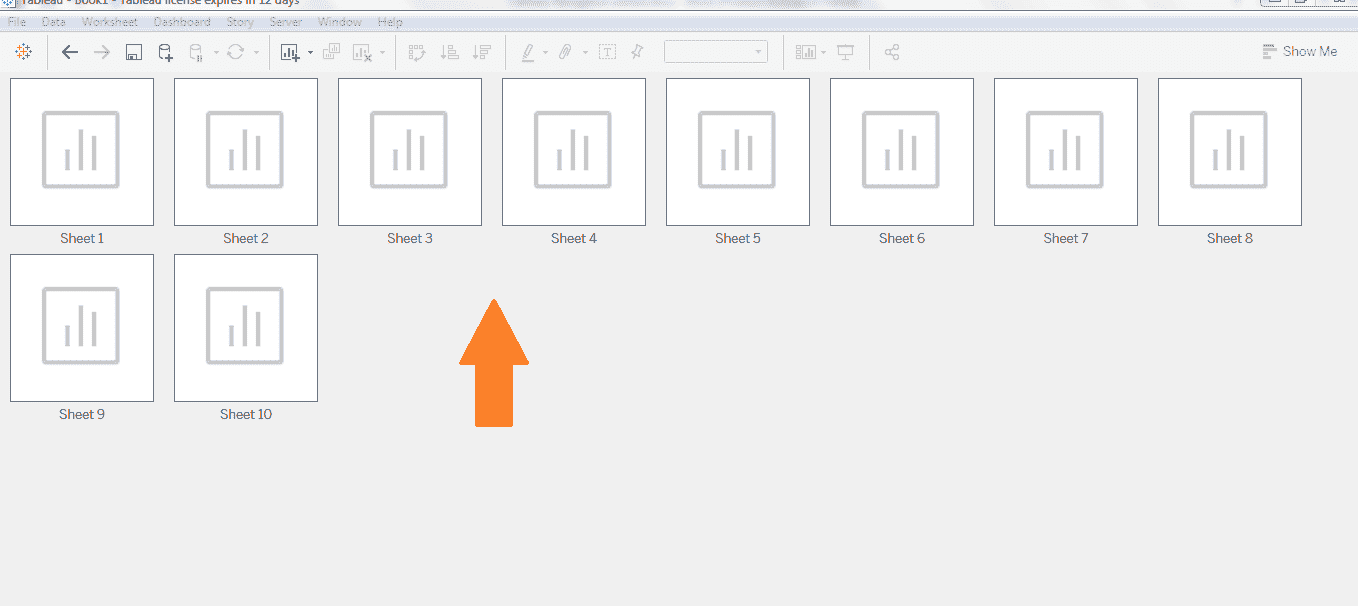 Tableau - Book1 - Tableau license expires in 12 days
File Data Worksheet Dashboard Story Server Window Help
Show Me
Sheet 1 Sheet 2 Sheet 3 Sheet 4 Sheet 5 Sheet 6 Sheet 7 Sheet 8
Sheet 9 Sheet 10